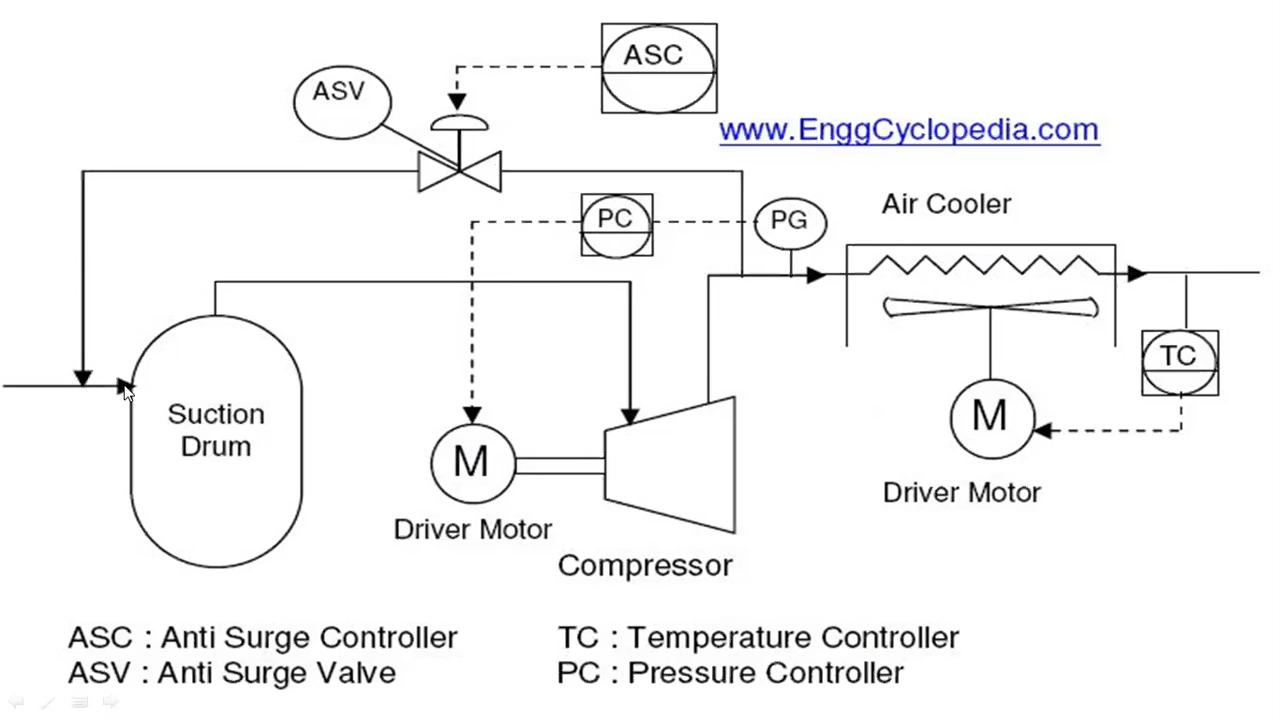 ASC
ASV
www.EnggCyclopedia.com
PC
PG
Air Cooler
TC
Suction
Drum
M
M
Driver Motor
Driver Motor
Compressor
ASC : Anti Surge Controller
TC : Temperature Controller
ASV : Anti Surge Valve
PC : Pressure Controller